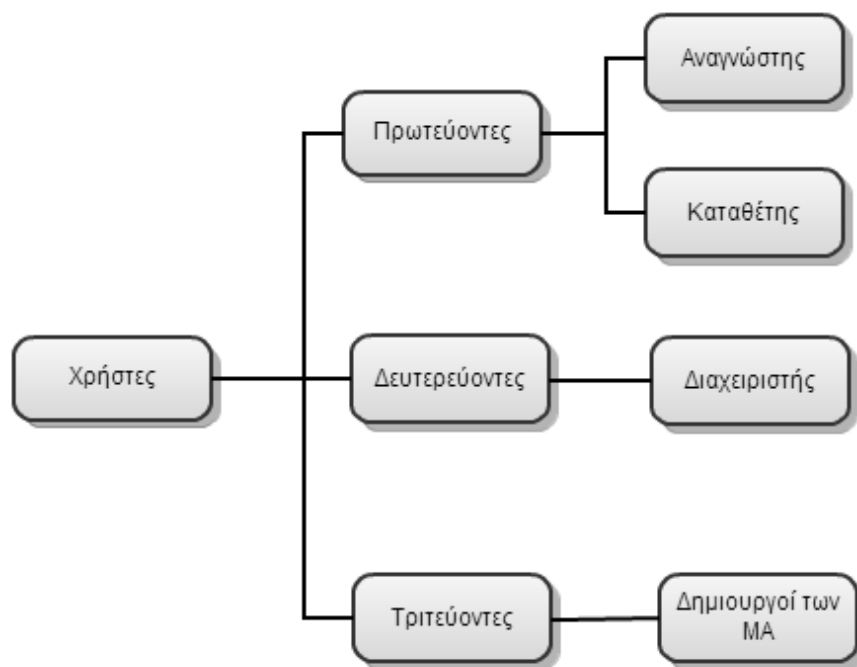 Αναγνώστης
Πρωτεύοντες
Καταθέτης
Χρήστες
Δευτερεύοντες
Διαχειριστής
Τριτεύοντες
Δημιουργοί των
ΜΑ